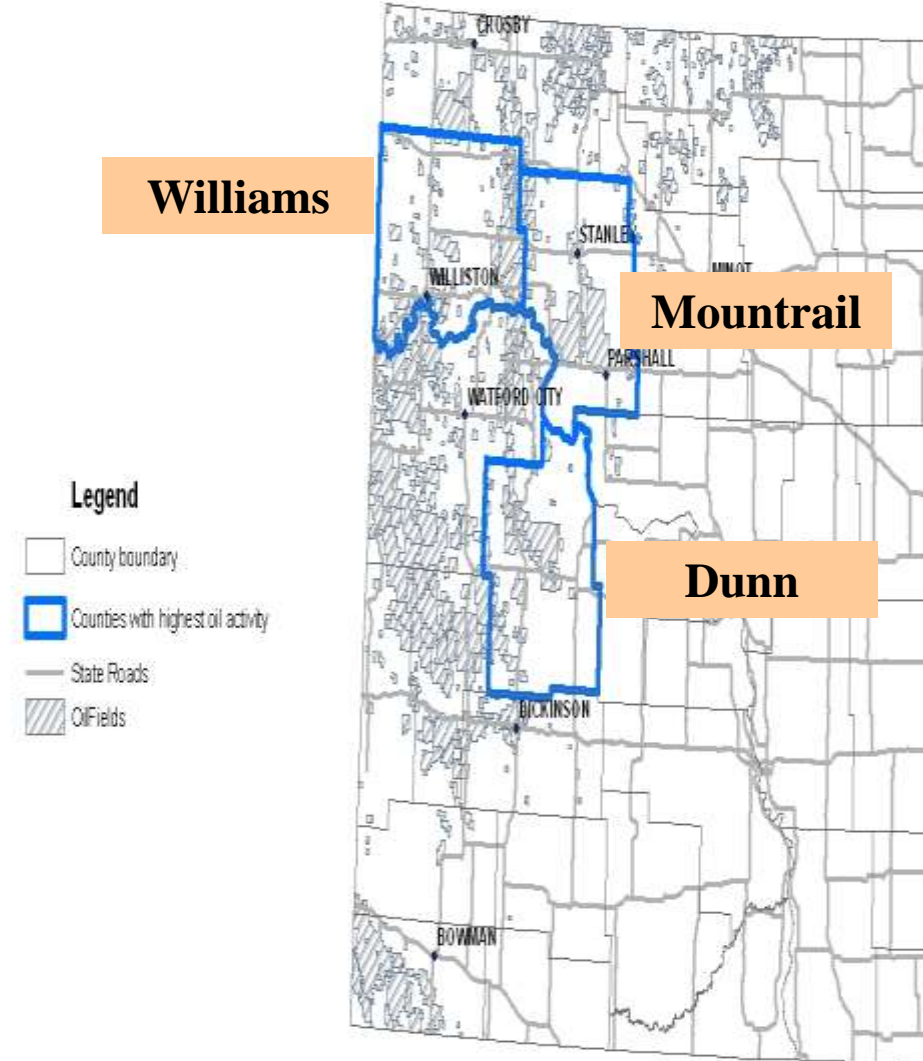 CROSBY
Williams
STANLEY
WILLISTON
MINOT
Mountrail
PARSHALL
WATFORD CITY
Legend
County boundary
Counties with highest oil activity
State Roads
OilFields
Dunn
DICKINSON
BOWMAN